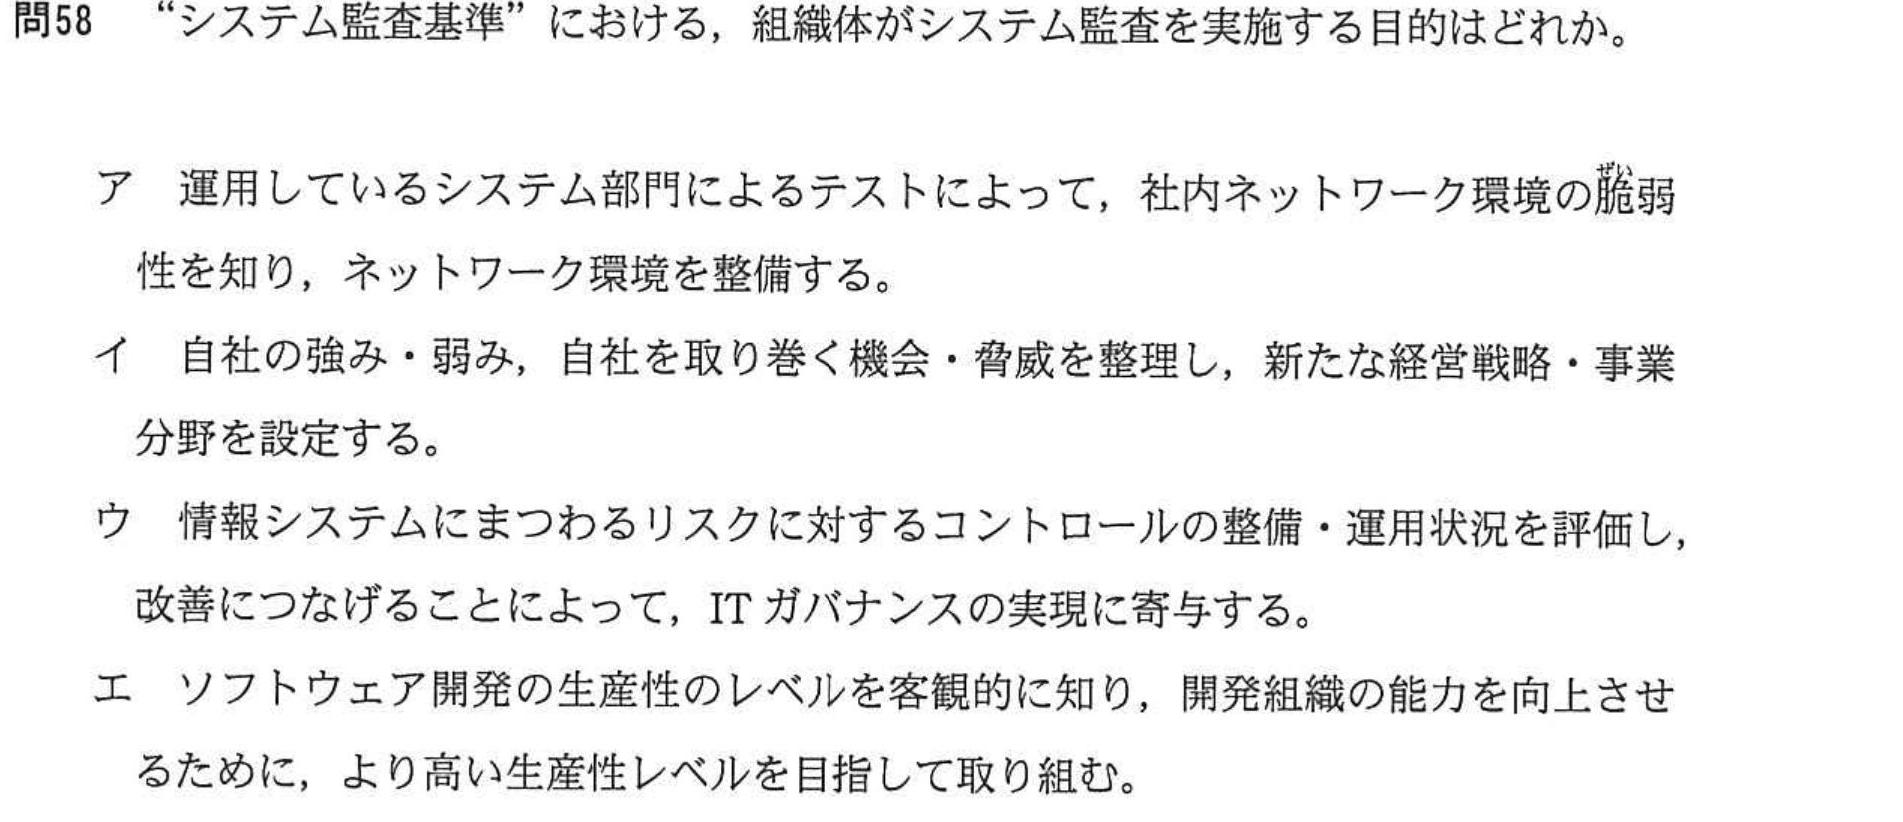 問58 “システム監査基準”における，組織体がシステム監査を実施する目的はどれか。
ア 運用しているシステム部門によるテストによって，社内ネットワーク環境の脆弱
ぜい
性を知り，ネットワーク環境を整備する。
イ 自社の強み・弱み，自社を取り巻く機会・脅威を整理し，新たな経営戦略・事業
分野を設定する。
ウ 情報システムにまつわるリスクに対するコントロールの整備・運用状況を評価し，
改善につなげることによって，IT ガバナンスの実現に寄与する。
エ ソフトウェア開発の生産性のレベルを客観的に知り，開発組織の能力を向上させ
るために，より高い生産性レベルを目指して取り組む。